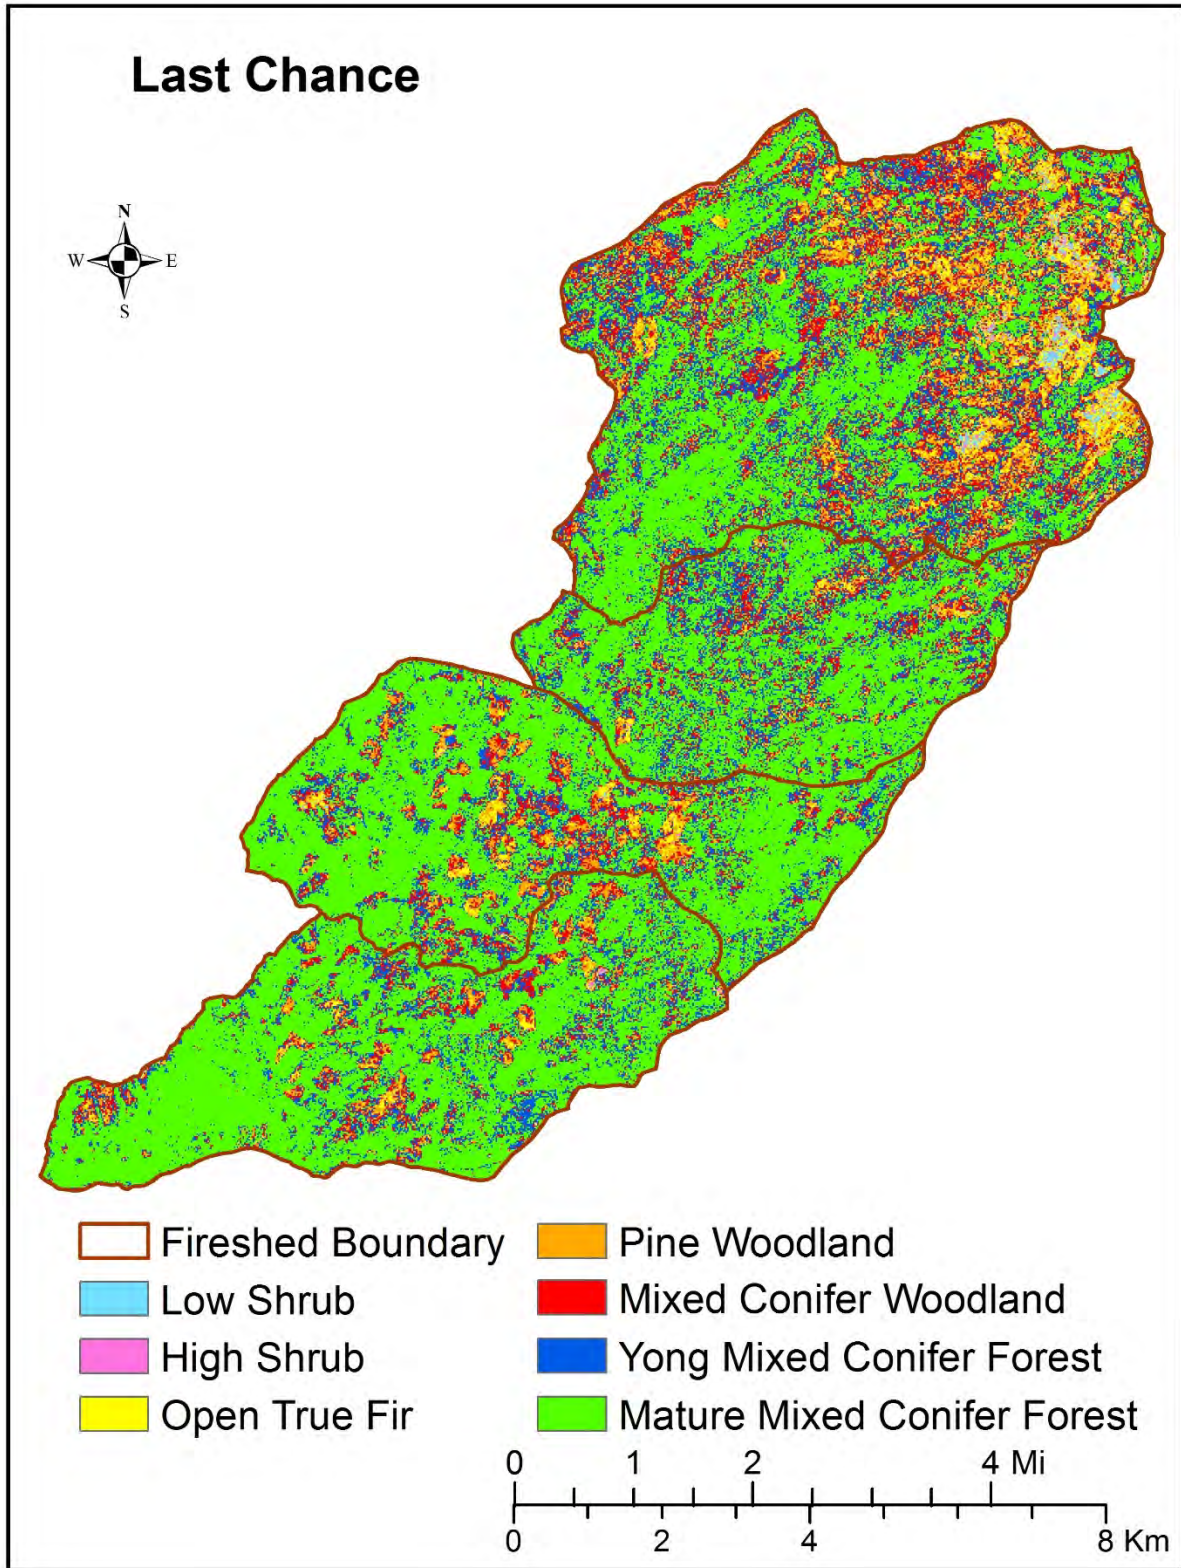 Last Chance
N
W E
S
Fireshed Boundary
Low Shrub
High Shrub
Open True Fir
Pine Woodland
Mixed Conifer Woodland
Yong Mixed Conifer Forest
Mature Mixed Conifer Forest
0 1 2 4 Mi
0 2 4 8 Km